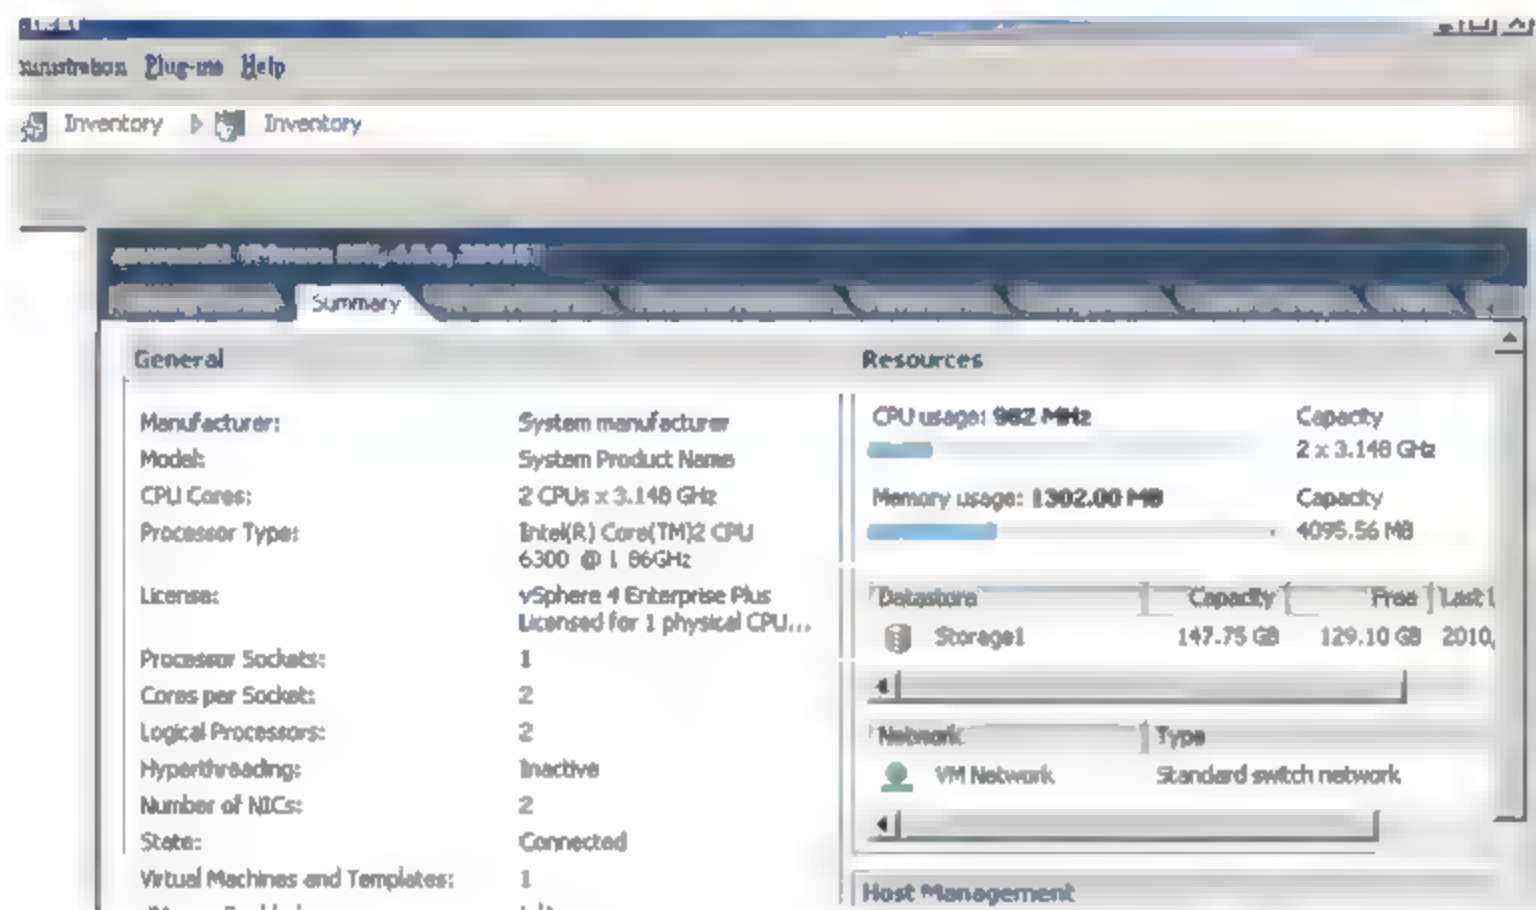 Plug-ins Help
Inventory Inventory
Summary
General
Manufacturer: System manufacturer
Model: System Product Name
CPU Cores: 2 CPUs x 3.148 GHz
Processor Type: Intel(R) Core(TM)2 CPU
6300 @ 1.86GHz
License: vSphere 4 Enterprise Plus
Licensed for 1 physical CPU...
Processor Sockets: 1
Cores per Socket: 2
Logical Processors: 2
Hyperthreading: Inactive
Number of NICs: 2
State: Connected
Virtual Machines and Templates: 1
Resources
CPU usage: 982 MHz Capacity
2 x 3.148 GHz
Memory usage: 1302.00 MB Capacity
4095.56 MB
Datastore Capacity Free Last
Storage1 147.75 GB 129.10 GB 2010,
Network Type
VM Network Standard switch network
Host Management